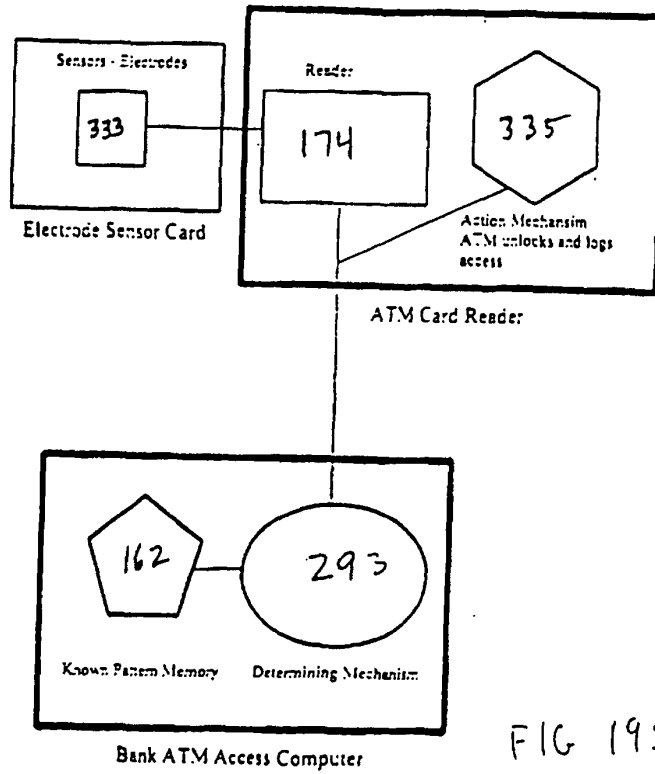 Sensors - Electrodes
333
Electrode Sensor Card
Reader
174
335
Action Mechansim
ATM unlocks and logs
access
ATM Card Reader
162
293
Known Pattern Memory
Determining Mechanism
Bank ATM Access Computer
FIG 19